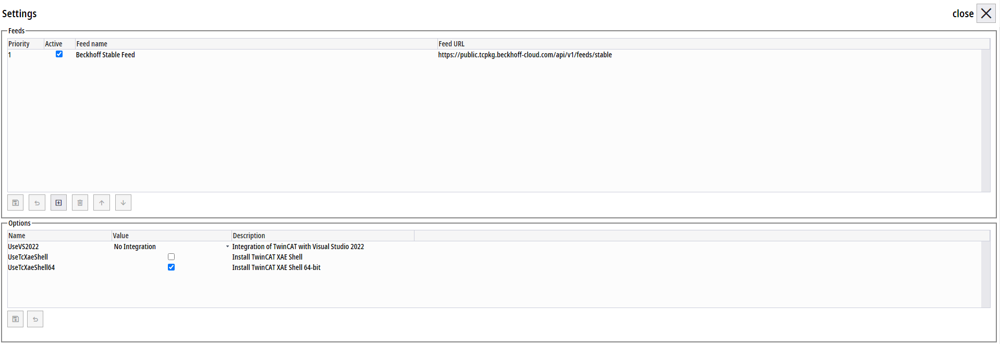 Settings close
Feeds
Priority Active Feed name Feed URL
1 Beckhoff Stable Feed https://public.tcpkg.beckhoff-cloud.com/api/v1/feeds/stable
Options
Name Value Description
UseVS2022 No Integration Integration of TwinCAT with Visual Studio 2022
UseTcXaeShell Install TwinCAT XAE Shell
UseTcXaeShell64 Install TwinCAT XAE Shell 64-bit